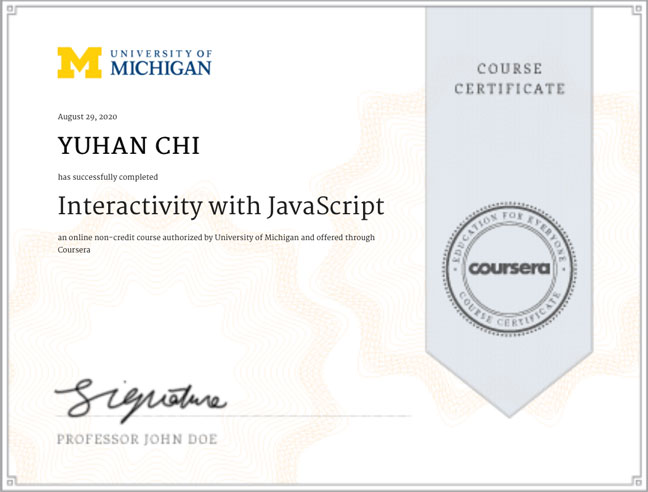 UNIVERSITY OF
MICHIGAN
COURSE
CERTIFICATE
August 29, 2020
YUHAN CHI
has successfully completed
Interactivity with JavaScript
an online non-credit course authorized by University of Michigan and offered through
Coursera
EDUCATION FOR EVERYONE
coursera
COURSE CERTIFICATE
Signature
PROFESSOR JOHN DOE